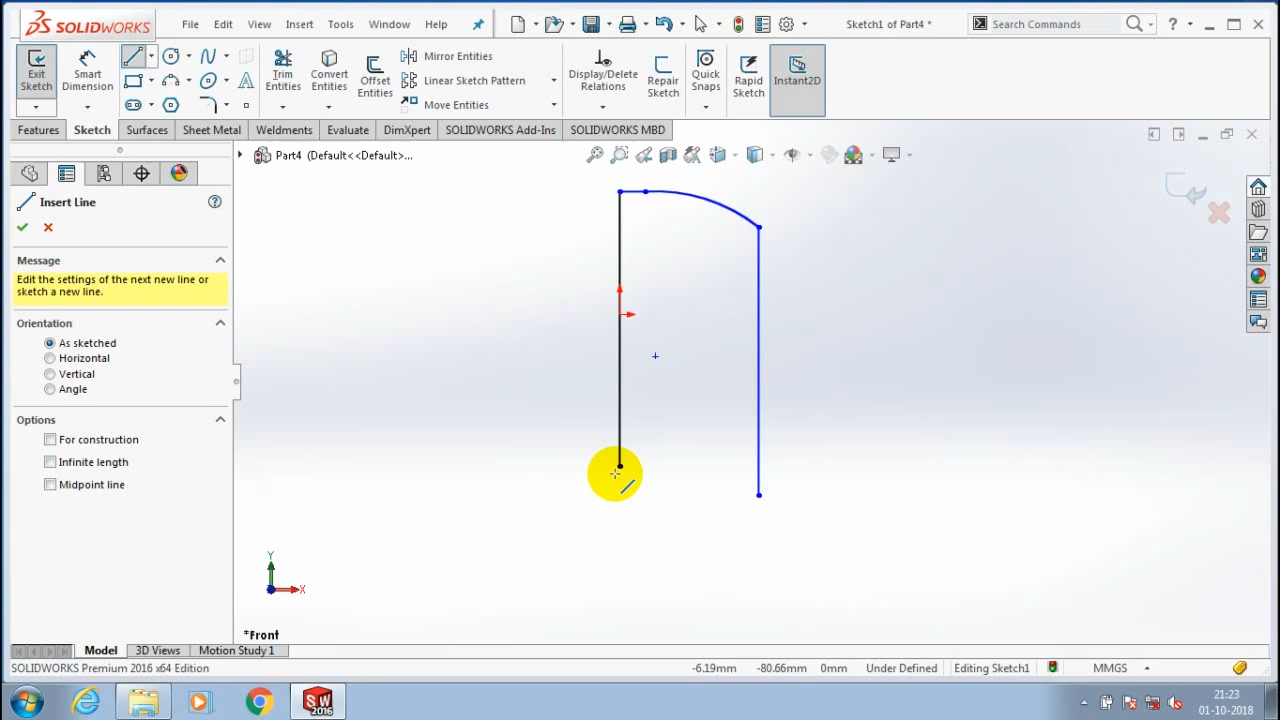 SOLIDWORKS File Edit View Insert Tools Window Help Sketch1 of Part4 * Search Commands ?
Exit Sketch
Smart Dimension
Trim Entities
Convert Entities
Offset Entities
Mirror Entities
Linear Sketch Pattern
Move Entities
Display/Delete Relations
Repair Sketch
Quick Snaps
Rapid Sketch
Instant2D
Features Sketch Surfaces Sheet Metal Weldments Evaluate DimXpert SOLIDWORKS Add-Ins SOLIDWORKS MBD
Part4 (Default<<Default>...
Insert Line
Message
Edit the settings of the next new line or
sketch a new line.
Orientation
As sketched
Horizontal
Vertical
Angle
Options
For construction
Infinite length
Midpoint line
Y
X
*Front
Model 3D Views Motion Study 1
SOLIDWORKS Premium 2016 x64 Edition -6.19mm -80.66mm 0mm Under Defined Editing Sketch1 MMGS
SW
2016
21:23
01-10-2018